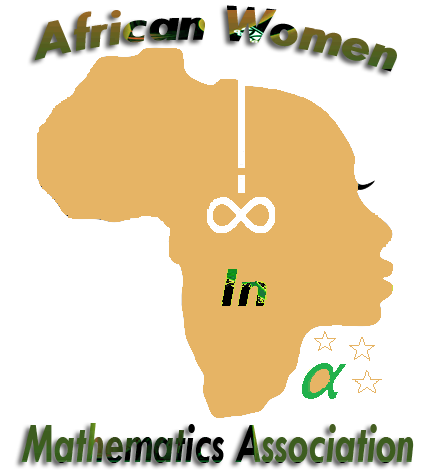 African Women
∞
In
α
Mathematics Association